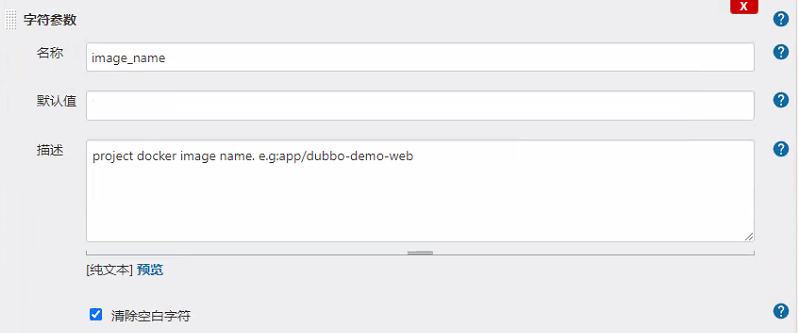 X
字符参数
?
名称
image_name
?
默认值
?
描述
project docker image name. e.g:app/dubbo-demo-web
?
[纯文本] 预览
清除空白字符
?